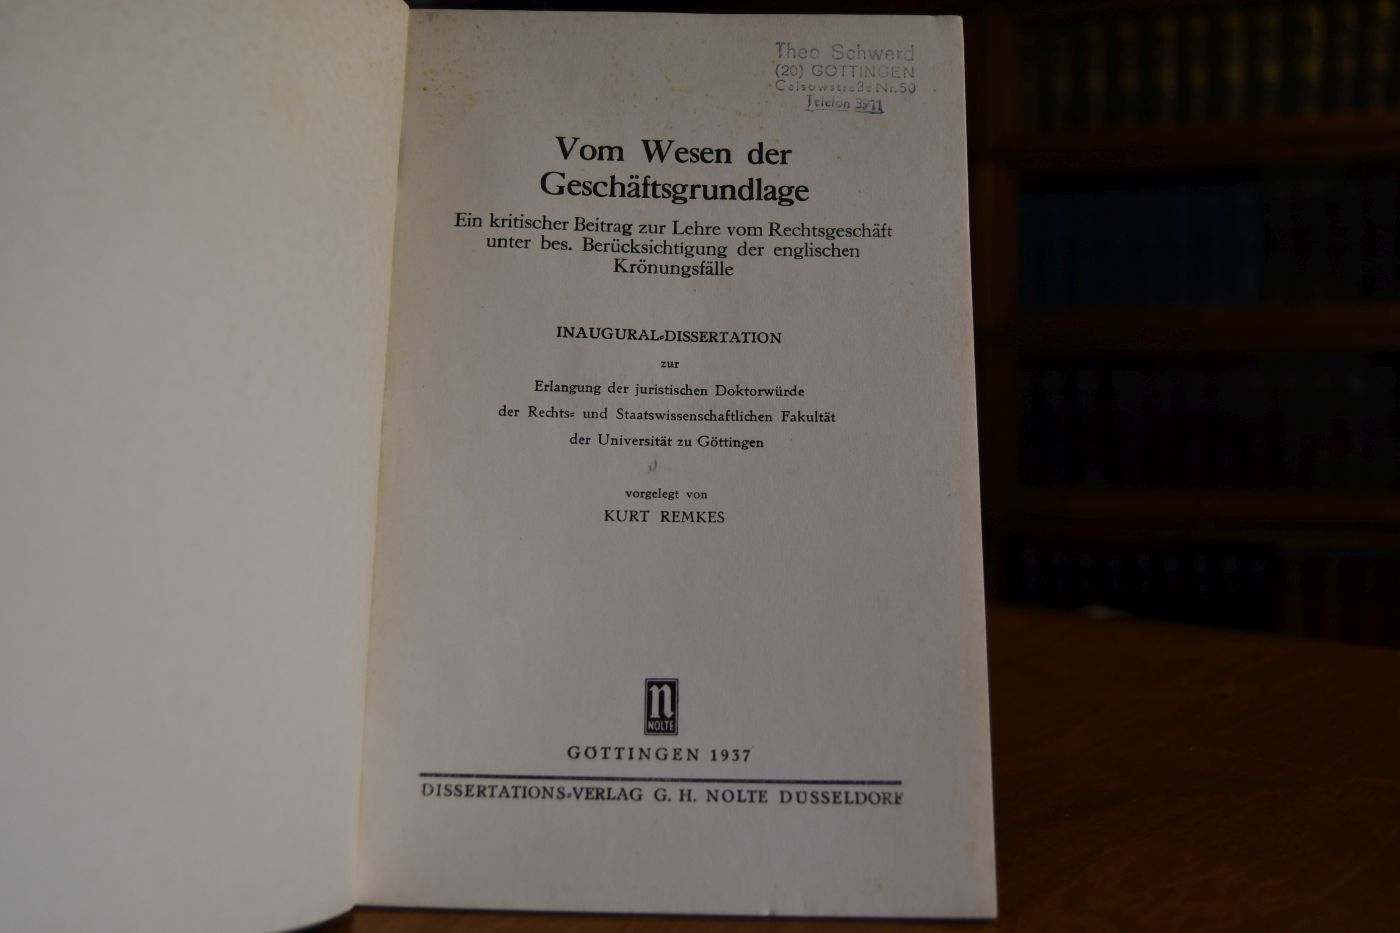 Theo Schwerd
(20) GÖTTINGEN
Calsowstraße Nr. 50
Telefon
Vom Wesen der
Geschäftsgrundlage
Ein kritischer Beitrag zur Lehre vom Rechtsgeschäft
unter bes. Berücksichtigung der englischen
Krönungsfälle
INAUGURAL-DISSERTATION
zur
Erlangung der juristischen Doktorwürde
der Rechts- und Staatswissenschaftlichen Fakultät
der Universität zu Göttingen
vorgelegt von
KURT REMKES
n
NOLTE
GÖTTINGEN 1937
DISSERTATIONS-VERLAG G. H. NOLTE DÜSSELDORF